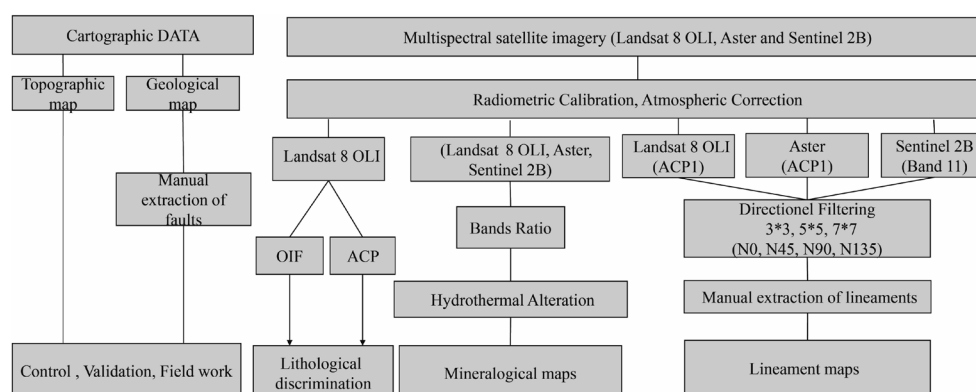 Cartographic DATA
Multispectral satellite imagery (Landsat 8 OLI, Aster and Sentinel 2B)
Topographic
map
Geological
map
Radiometric Calibration, Atmospheric Correction
Landsat 8 OLI
(Landsat 8 OLI, Aster,
Sentinel 2B)
Landsat 8 OLI
(ACP1)
Aster
(ACP1)
Sentinel 2B
(Band 11)
Manual
extraction of
faults
Bands Ratio
Directionel Filtering
3*3, 5*5, 7*7
(N0, N45, N90, N135)
OIF
ACP
Hydrothermal Alteration
Manual extraction of lineaments
Control , Validation, Field work
Lithological
discrimination
Mineralogical maps
Lineament maps